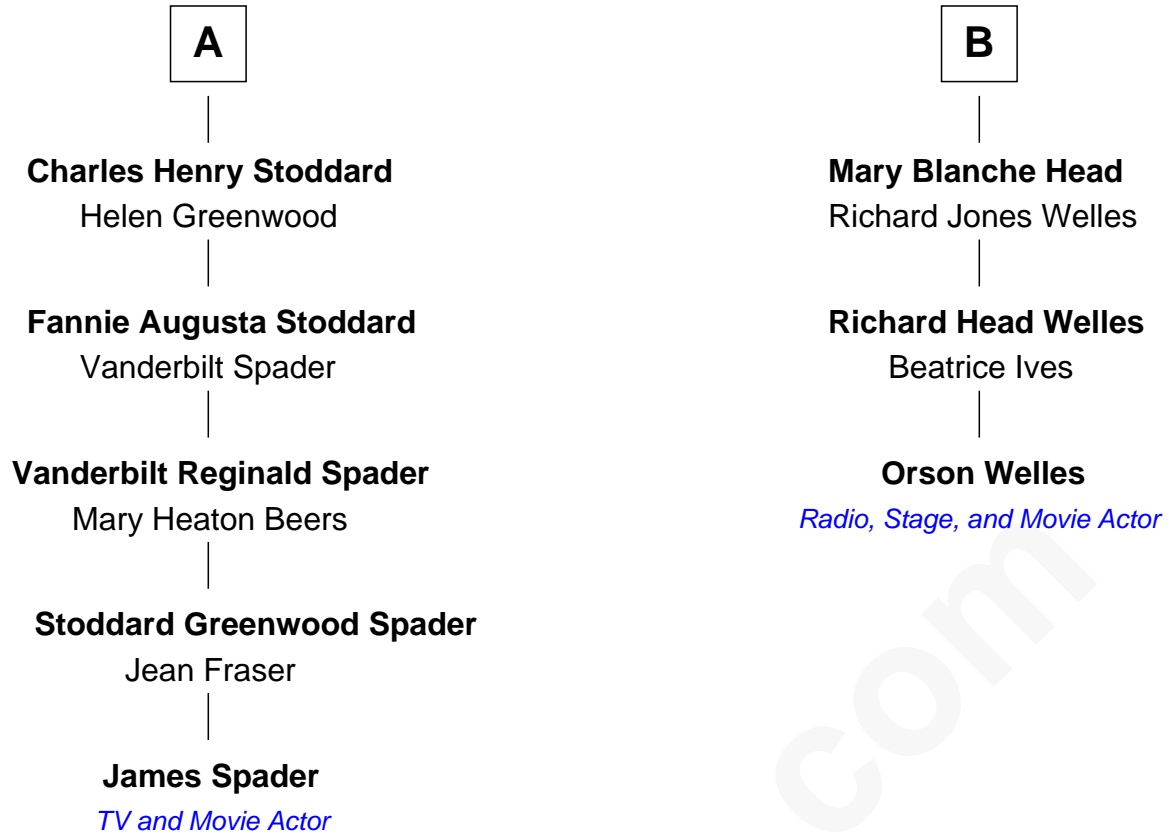 A
Charles Henry Stoddard
Helen Greenwood
Fannie Augusta Stoddard
Vanderbilt Spader
Vanderbilt Reginald Spader
Mary Heaton Beers
Stoddard Greenwood Spader
Jean Fraser
James Spader
TV and Movie Actor
B
Mary Blanche Head
Richard Jones Welles
Richard Head Welles
Beatrice Ives
Orson Welles
Radio, Stage, and Movie Actor
com